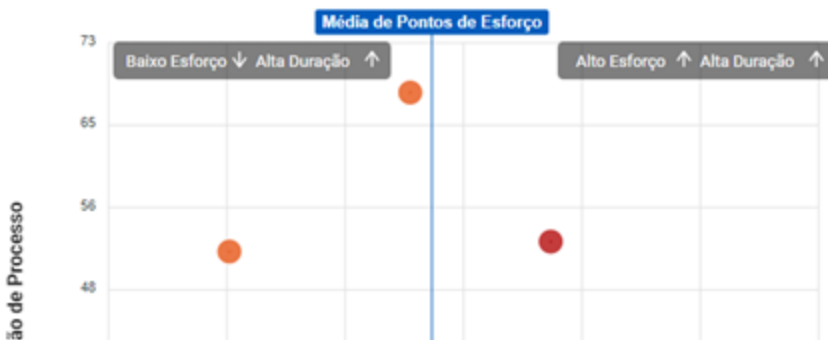 Média de Pontos de Esforço
73
Baixo Esforço ↓ Alta Duração ↑
Alto Esforço ↑ Alta Duração ↑
65
56
48
ão de Processo